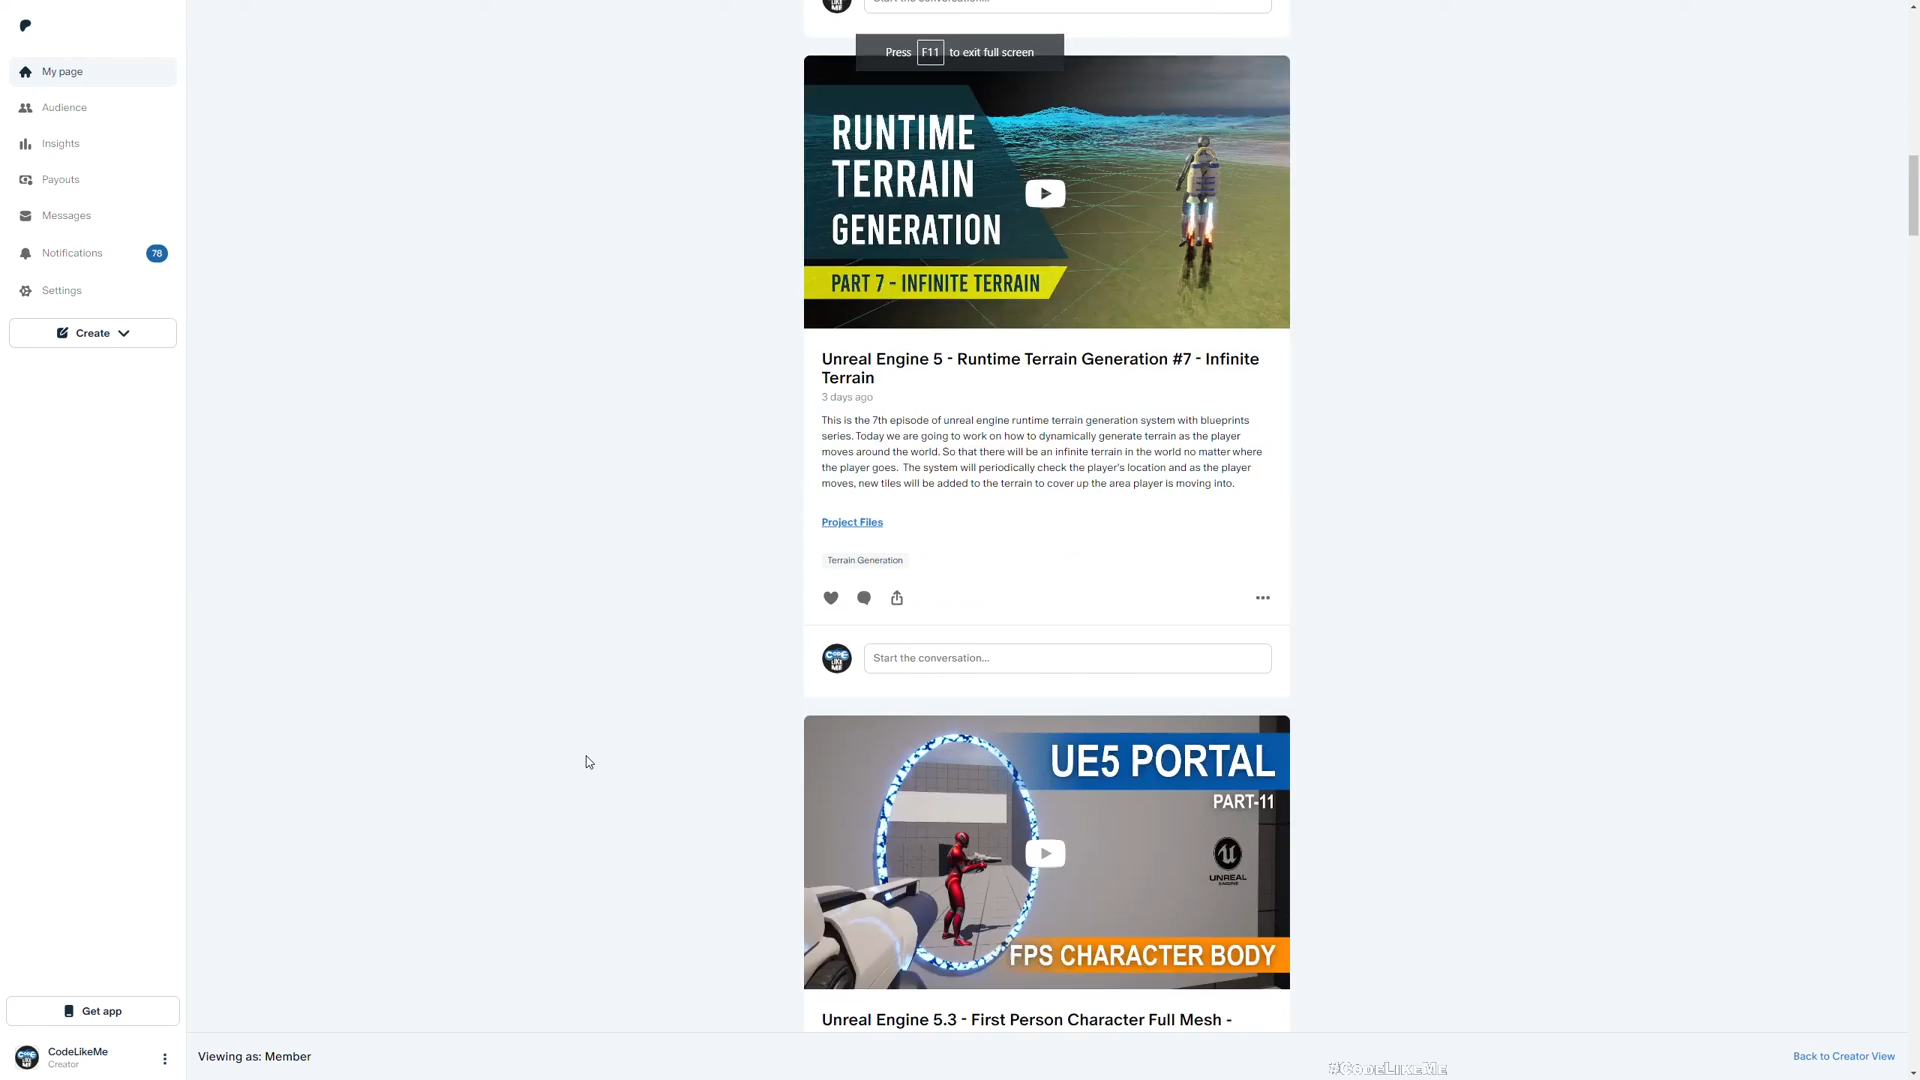 Press F11 to exit full screen
My page
Audience
Insights
Payouts
Messages
Notifications 78
Settings
Create
RUNTIME
TERRAIN
GENERATION
PART 7 - INFINITE TERRAIN
Unreal Engine 5 - Runtime Terrain Generation #7 - Infinite
Terrain
3 days ago
This is the 7th episode of unreal engine runtime terrain generation system with blueprints
series. Today we are going to work on how to dynamically generate terrain as the player
moves around the world. So that there will be an infinite terrain in the world no matter where
the player goes. The system will periodically check the player's location and as the player
moves, new tiles will be added to the terrain to cover up the area player is moving into.
Project Files
Terrain Generation
CODE
LIKE
ME
Start the conversation...
UE5 PORTAL
PART-11
UNREAL
ENGINE
FPS CHARACTER BODY
Unreal Engine 5.3 - First Person Character Full Mesh -
Get app
CodeLikeMe
Creator
Viewing as: Member
Back to Creator View
#CODELIKEME